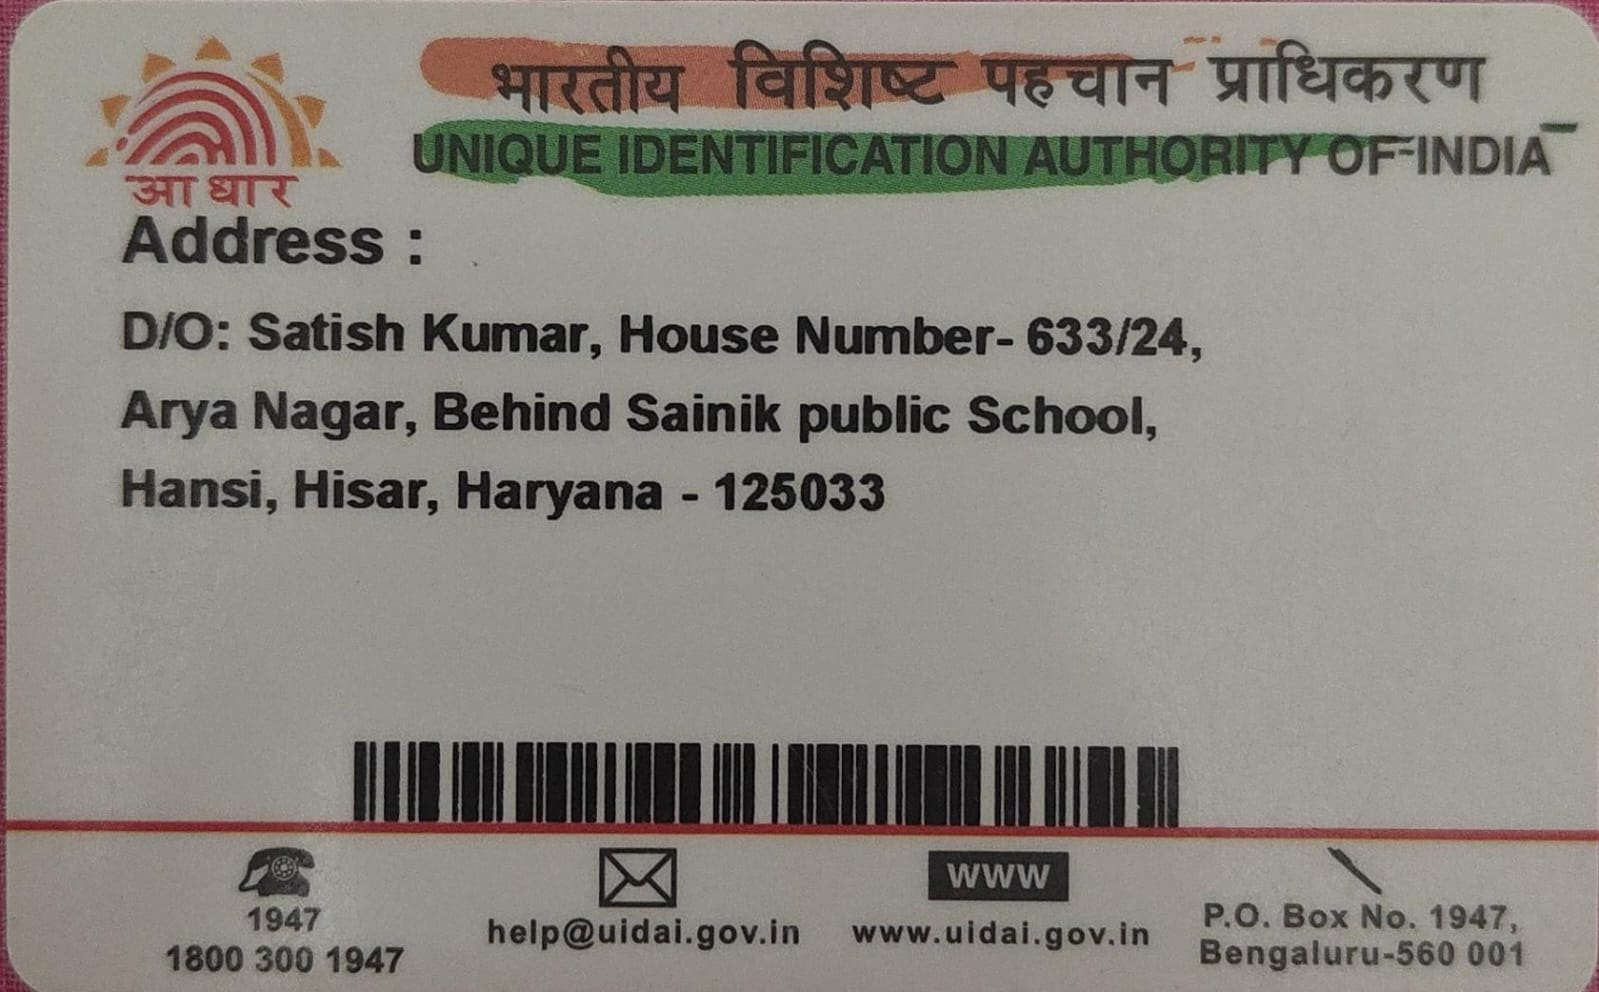 भारतीय विशिष्ट पहचान प्राधिकरण
UNIQUE IDENTIFICATION AUTHORITY OF INDIA
आधार
Address :
D/O: Satish Kumar, House Number- 633/24,
Arya Nagar, Behind Sainik public School,
Hansi, Hisar, Haryana - 125033
1947
1800 300 1947
help@uidai.gov.in
WWW
www.uidai.gov.in
P.O. Box No. 1947,
Bengaluru-560 001